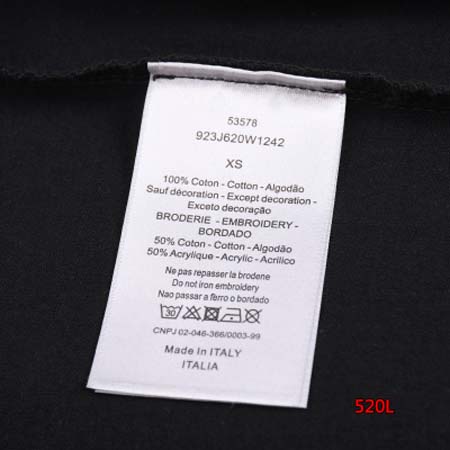 53578
923J620W1242
XS
100% Coton - Cotton - Algodão
Sauf décoration - Except decoration -
Exceto decoração
BRODERIE - EMBROIDERY -
BORDADO
50% Coton - Cotton - Algodão
50% Acrylique - Acrylic - Acrilico
Ne pas repasser la brodene
Do not iron embroidery
Nao passar a ferro o bordado
30
CNPJ 02-046-366/0003-99
Made In ITALY
ITALIA
520L